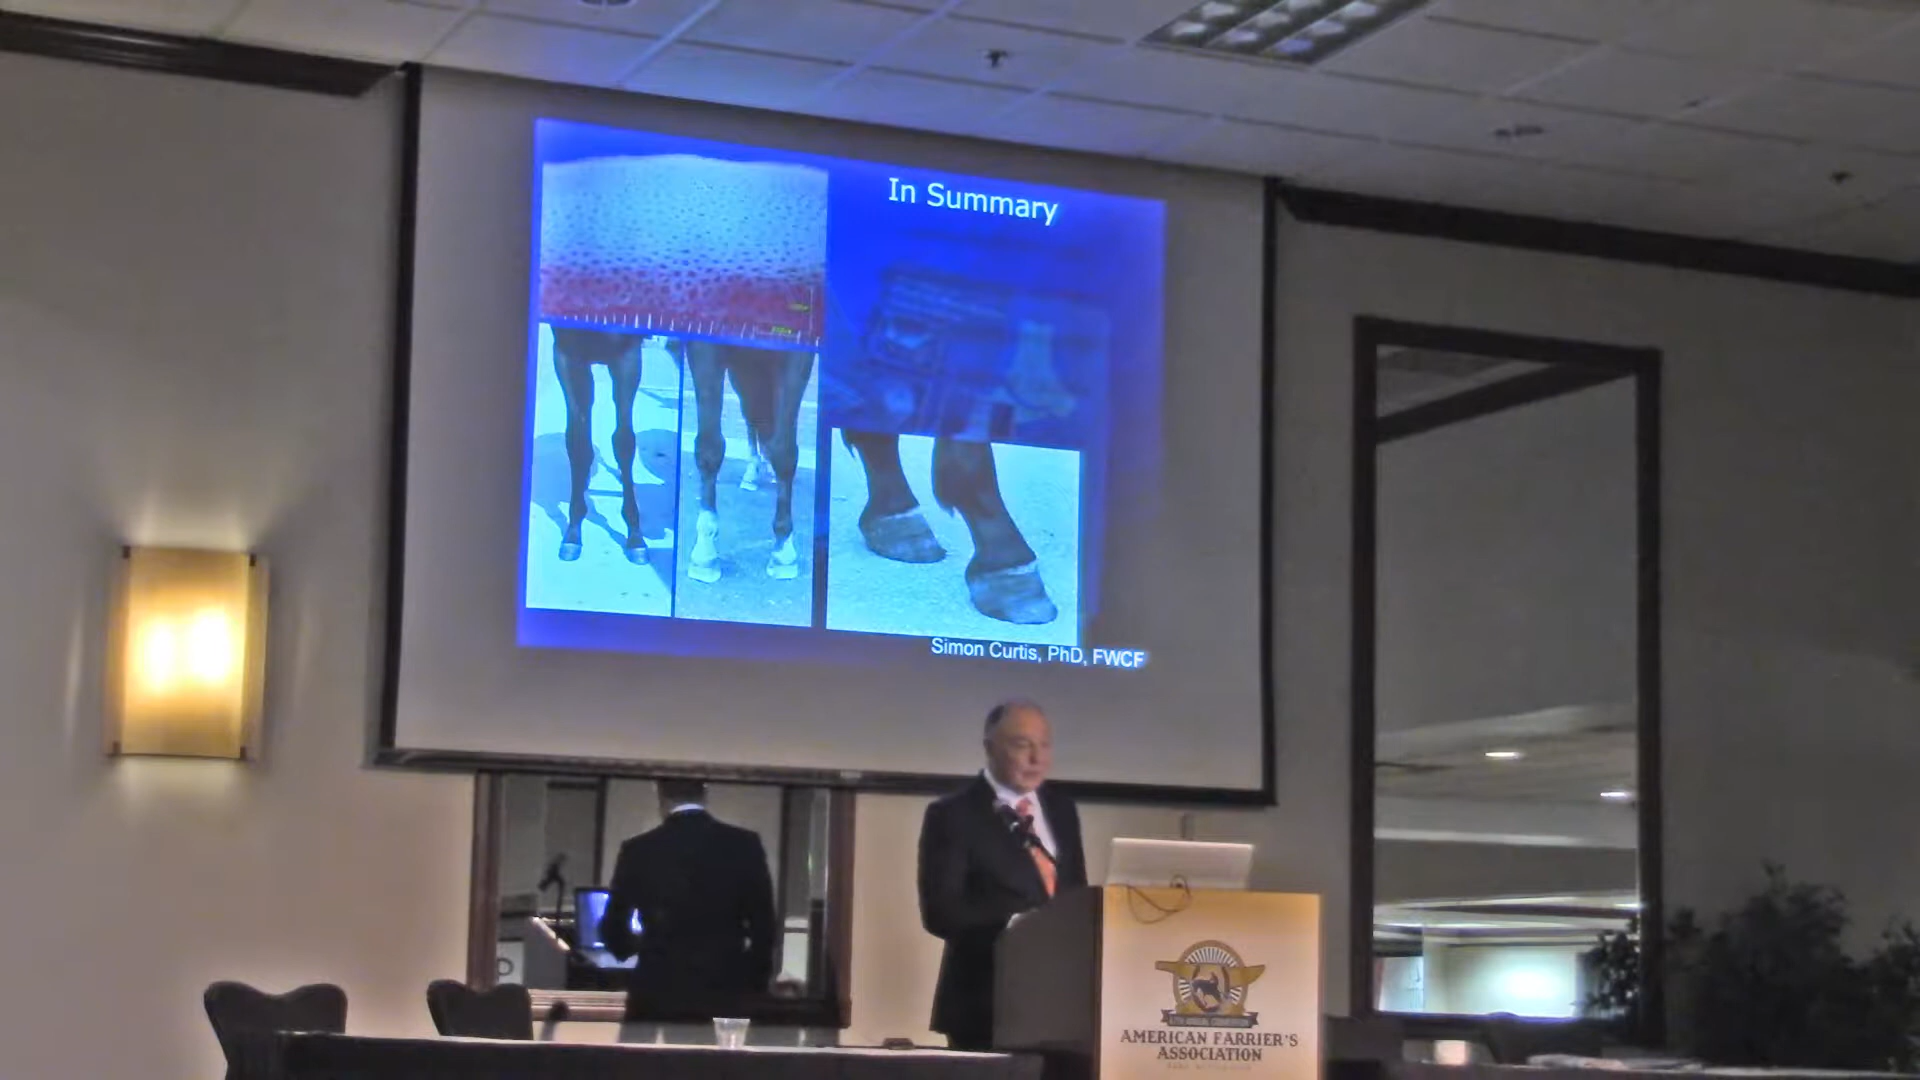 In Summary
Simon Curtis, PhD, FWCF
AMERICAN FARRIER'S
ASSOCIATION